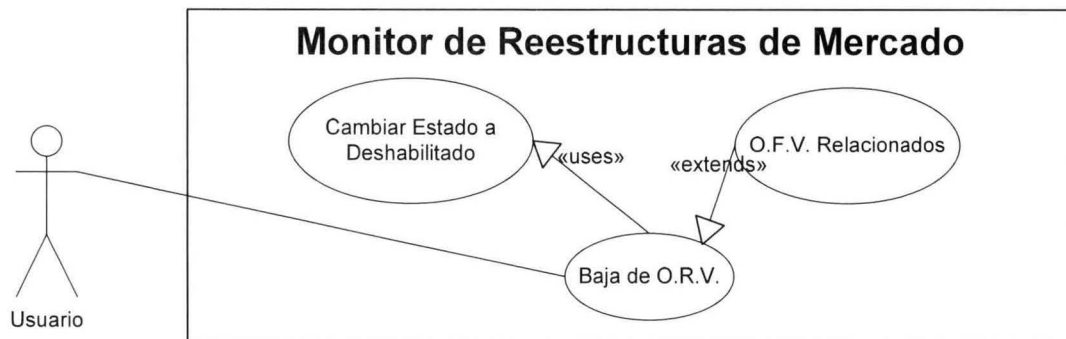 Monitor de Reestructuras de Mercado
Cambiar Estado a
Deshabilitado
«uses»
«extends»
O.F.V. Relacionados
Baja de O.R.V.
Usuario